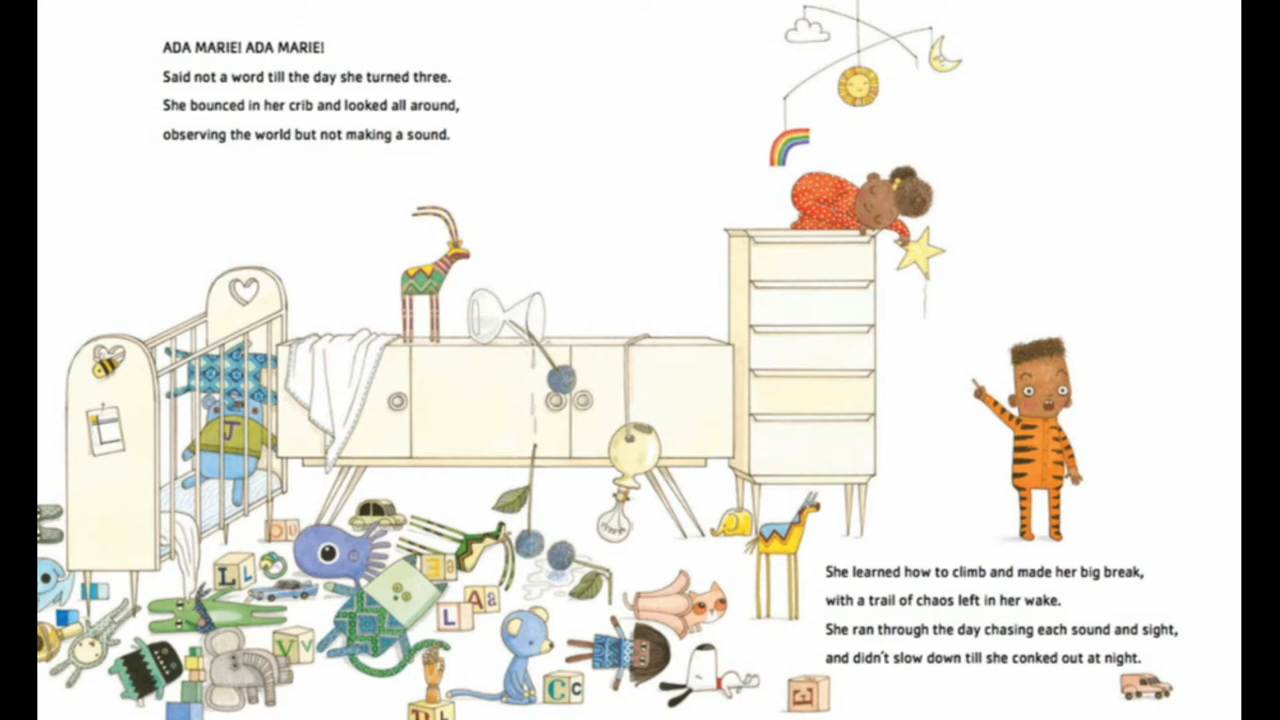 ADA MARIE! ADA MARIE!
Said not a word till the day she turned three.
She bounced in her crib and looked all around,
observing the world but not making a sound.
J
L L
E a
A a
L
V v
C c
E
She learned how to climb and made her big break,
with a trail of chaos left in her wake.
She ran through the day chasing each sound and sight,
and didn't slow down till she conked out at night.